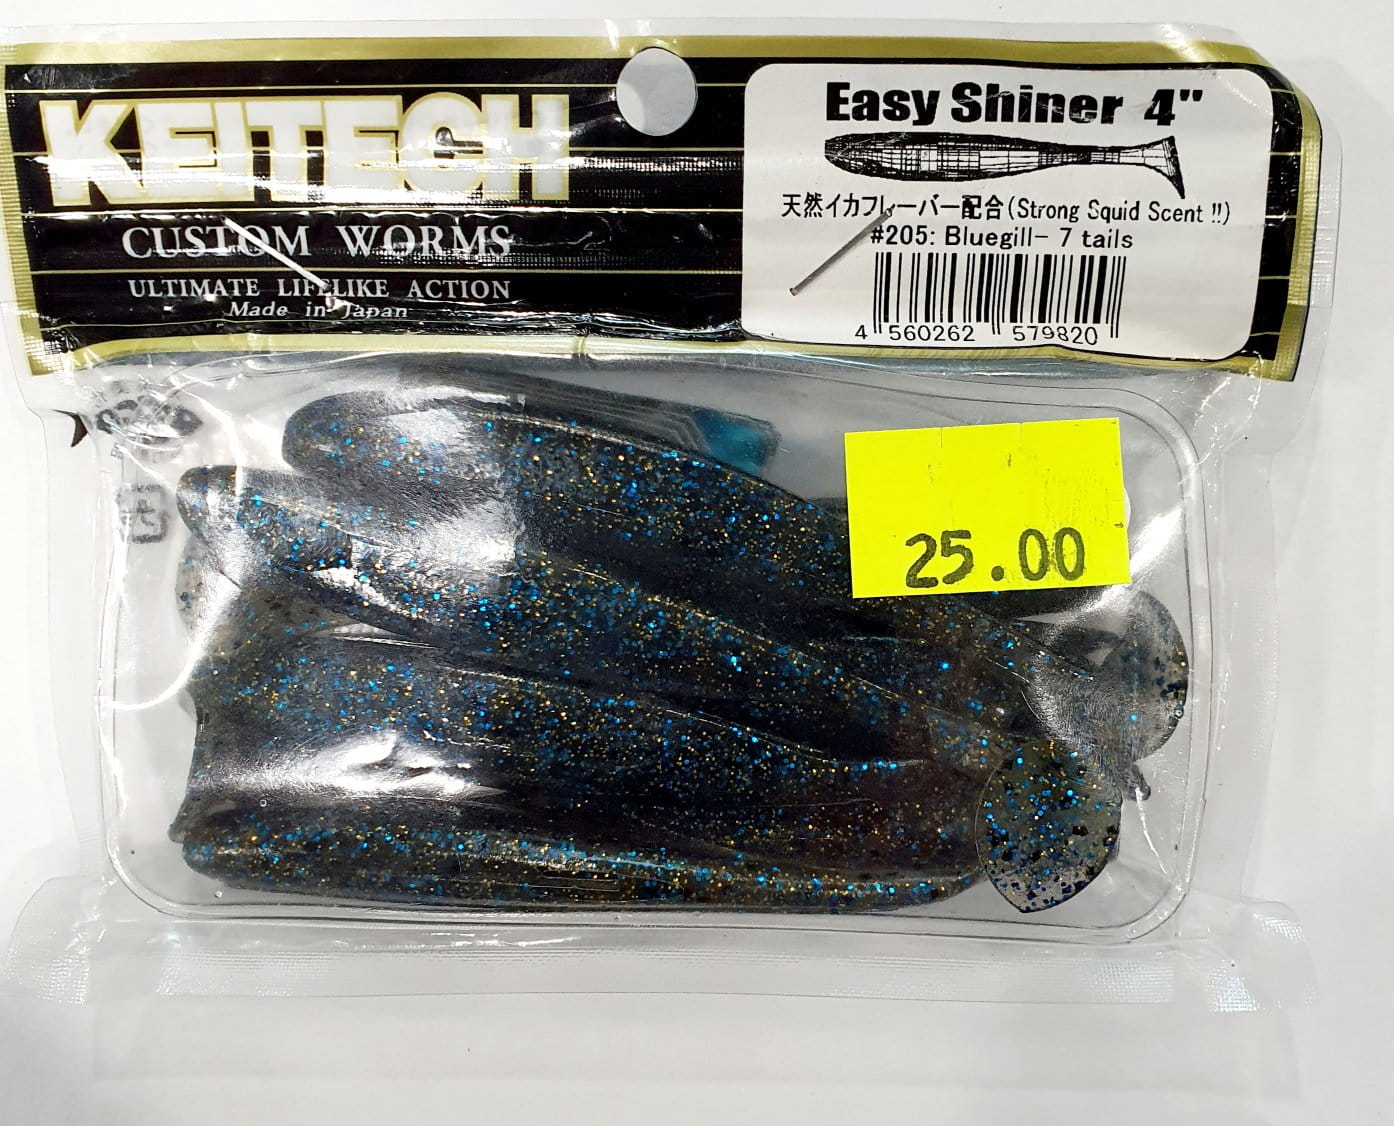 KEITECH
CUSTOM WORMS
ULTIMATE LIFELIKE ACTION
Made in Japan
Easy Shiner 4"
天然イカフレーバー配合(Strong Squid Scent !!)
#205: Bluegill- 7 tails
4 560262 579820
25.00